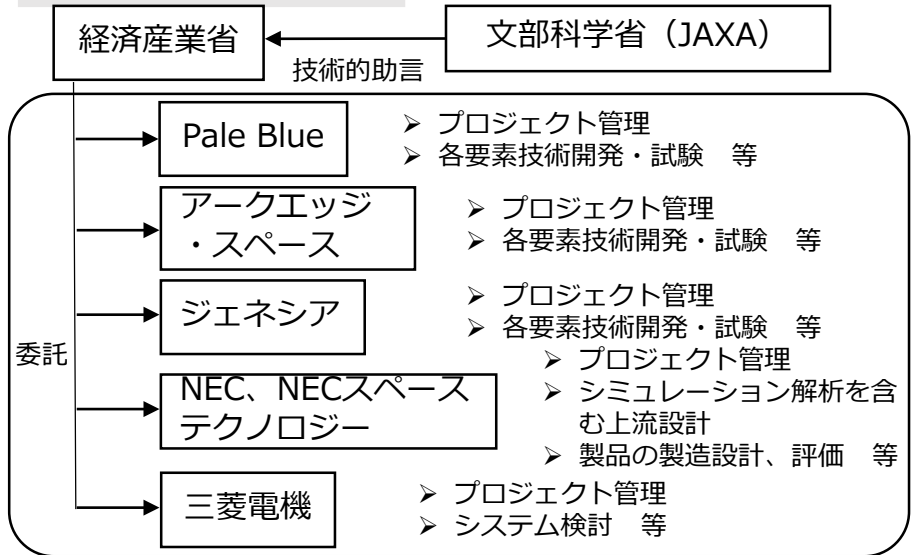 経済産業省
文部科学省（JAXA）
技術的助言
Pale Blue
➢ プロジェクト管理
➢ 各要素技術開発・試験　等
アークエッジ
・スペース
➢ プロジェクト管理
➢ 各要素技術開発・試験　等
ジェネシア
➢ プロジェクト管理
➢ 各要素技術開発・試験　等
委託
NEC、NECスペース
テクノロジー
➢ プロジェクト管理
➢ シミュレーション解析を含
む上流設計
➢ 製品の製造設計、評価　等
三菱電機
➢ プロジェクト管理
➢ システム検討　等